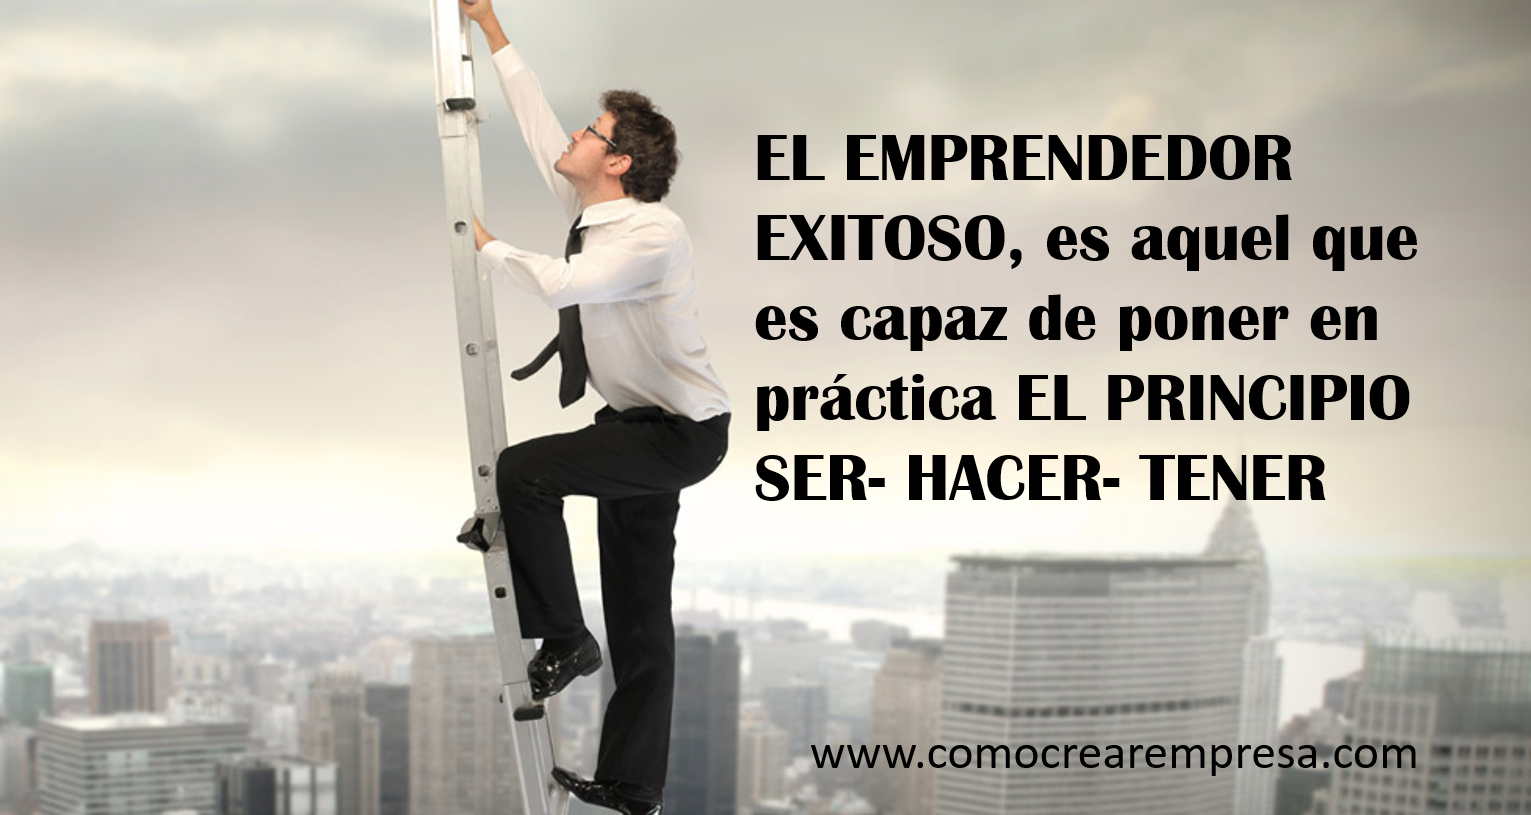 EL EMPRENDEDOR
EXITOSO, es aquel que
es capaz de poner en
práctica EL PRINCIPIO
SER- HACER- TENER
www.comocrearempresa.com